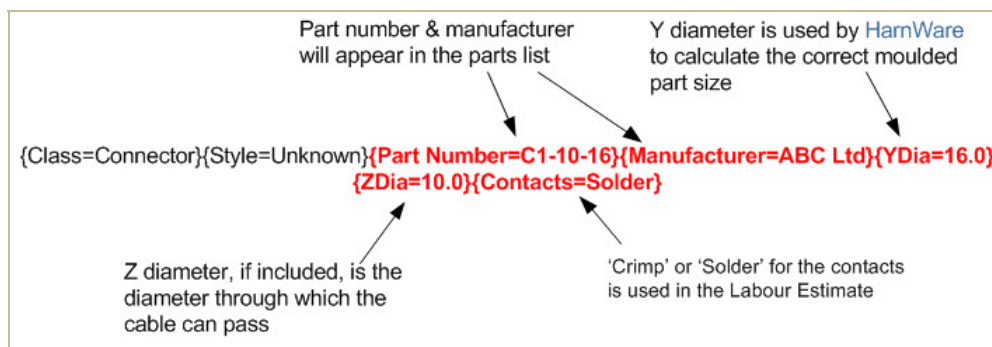 Part number & manufacturer
will appear in the parts list
Y diameter is used by HarnWare
to calculate the correct moulded
part size
{Class=Connector}{Style=Unknown}{Part Number=C1-10-16}{Manufacturer=ABC Ltd}{YDia=16.0}
{ZDia=10.0}{Contacts=Solder}
Z diameter, if included, is the
diameter through which the
cable can pass
‘Crimp’ or ‘Solder’ for the contacts
is used in the Labour Estimate